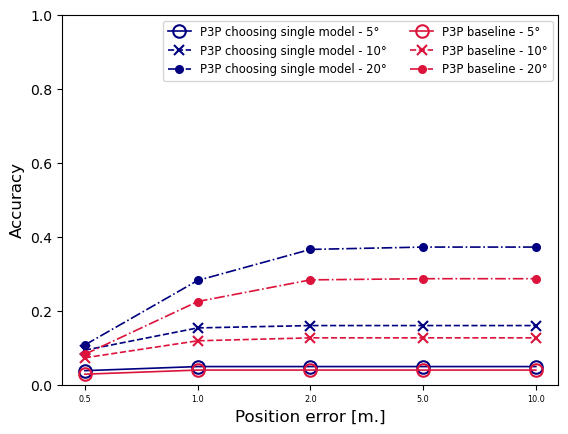 1.0
0.8
0.6
0.4
0.2
0.0
Accuracy
P3P choosing single model - 5°
P3P choosing single model - 10°
P3P choosing single model - 20°
P3P baseline - 5°
P3P baseline - 10°
P3P baseline - 20°
0.5 1.0 2.0 5.0 10.0
Position error [m.]